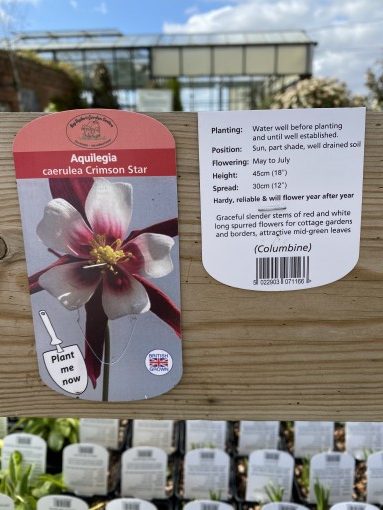 Aquilegia
caerulea Crimson Star
Plant
me
now
BRITISH
GROWN
Planting: Water well before planting
and until well established.
Position: Sun, part shade, well drained soil
Flowering: May to July
Height: 45cm (18")
Spread: 30cm (12")
Hardy, reliable & will flower year after year
Graceful slender stems of red and white
long spurred flowers for cottage gardens
and borders, attractive mid-green leaves
(Columbine)
5 022903 071166